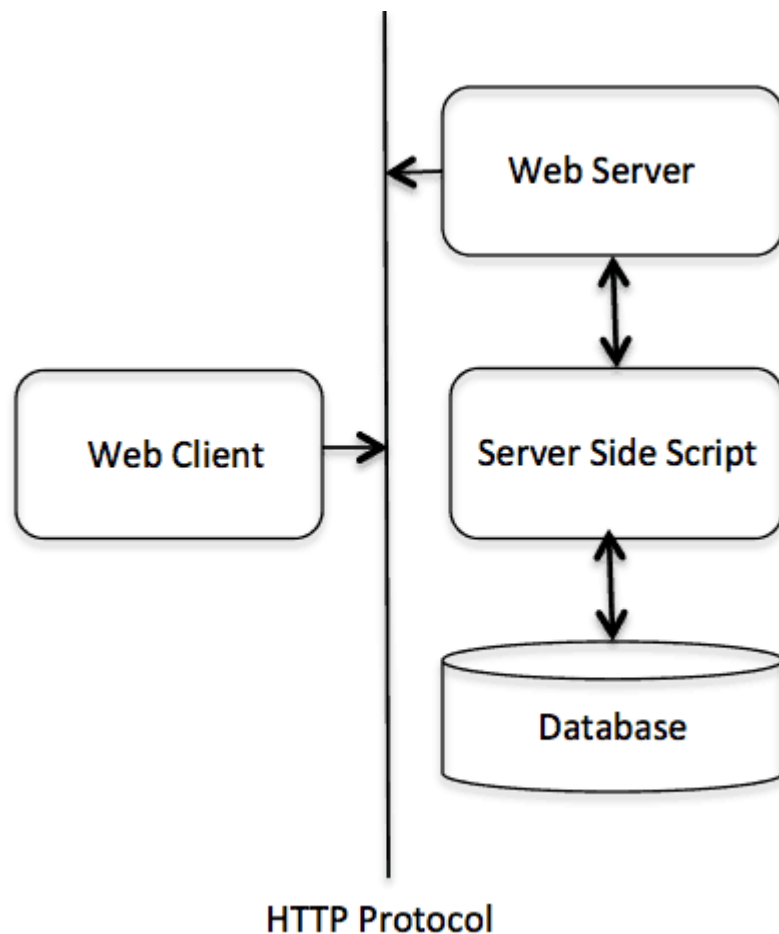 Web Server
Web Client
Server Side Script
Database
HTTP Protocol